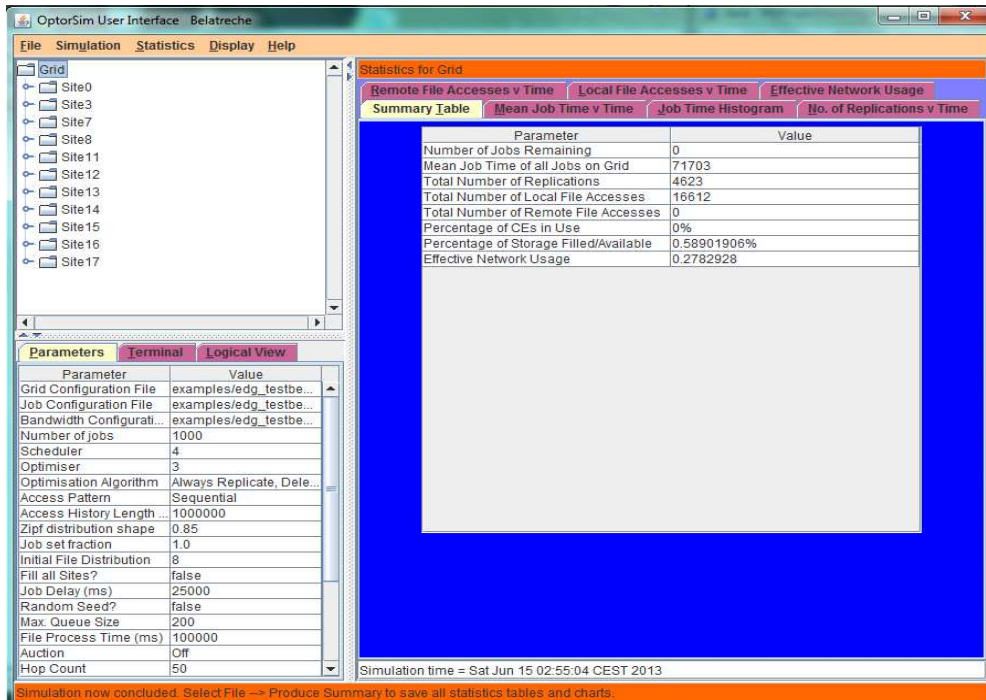 OptorSim User Interface Belatreche
File Simulation Statistics Display Help
Grid
Site0
Site3
Site7
Site8
Site11
Site12
Site13
Site14
Site15
Site16
Site17
Parameters Terminal Logical View
Parameter Value
Grid Configuration File examples/edg_testbe...
Job Configuration File examples/edg_testbe...
Bandwidth Configurati... examples/edg_testbe...
Number of jobs 1000
Scheduler 4
Optimiser 3
Optimisation Algorithm Always Replicate, Dele...
Access Pattern Sequential
Access History Length ... 1000000
Zipf distribution shape 0.85
Job set fraction 1.0
Initial File Distribution 8
Fill all Sites? false
Job Delay (ms) 25000
Random Seed? false
Max. Queue Size 200
File Process Time (ms) 100000
Auction Off
Hop Count 50
Statistics for Grid
Remote File Accesses v Time Local File Accesses v Time Effective Network Usage
Summary Table Mean Job Time v Time Job Time Histogram No. of Replications v Time
Parameter Value
Number of Jobs Remaining 0
Mean Job Time of all Jobs on Grid 71703
Total Number of Replications 4623
Total Number of Local File Accesses 16612
Total Number of Remote File Accesses 0
Percentage of CEs in Use 0%
Percentage of Storage Filled/Available 0.58901906%
Effective Network Usage 0.2782928
Simulation time = Sat Jun 15 02:55:04 CEST 2013
Simulation now concluded. Select File --> Produce Summary to save all statistics tables and charts.